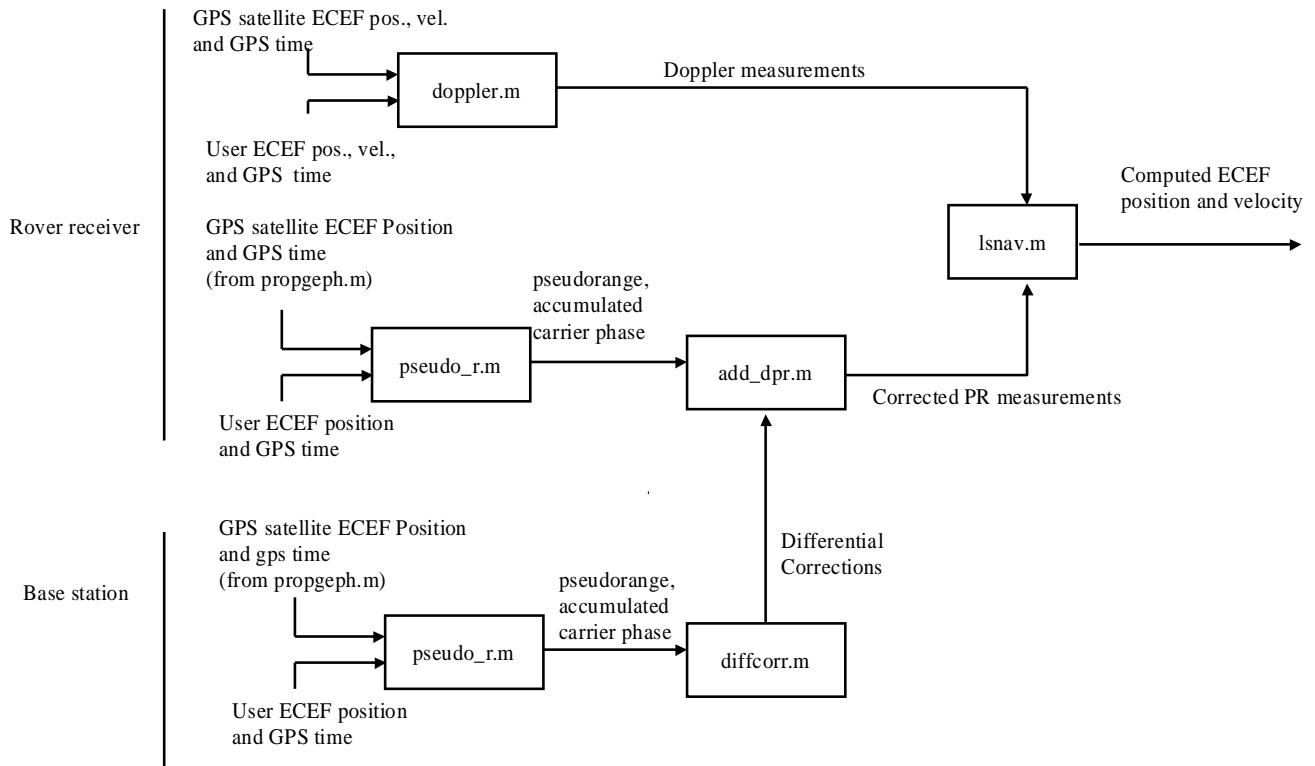 GPS satellite ECEF pos., vel.
and GPS time
doppler.m
Doppler measurements
User ECEF pos., vel.,
and GPS time
Rover receiver
GPS satellite ECEF Position
and GPS time
(from propgeph.m)
pseudorange,
accumulated
carrier phase
pseudo_r.m
User ECEF position
and GPS time
add_dpr.m
Corrected PR measurements
lsnav.m
Computed ECEF
position and velocity
Base station
GPS satellite ECEF Position
and gps time
(from propgeph.m)
pseudorange,
accumulated
carrier phase
pseudo_r.m
User ECEF position
and GPS time
diffcorr.m
Differential
Corrections